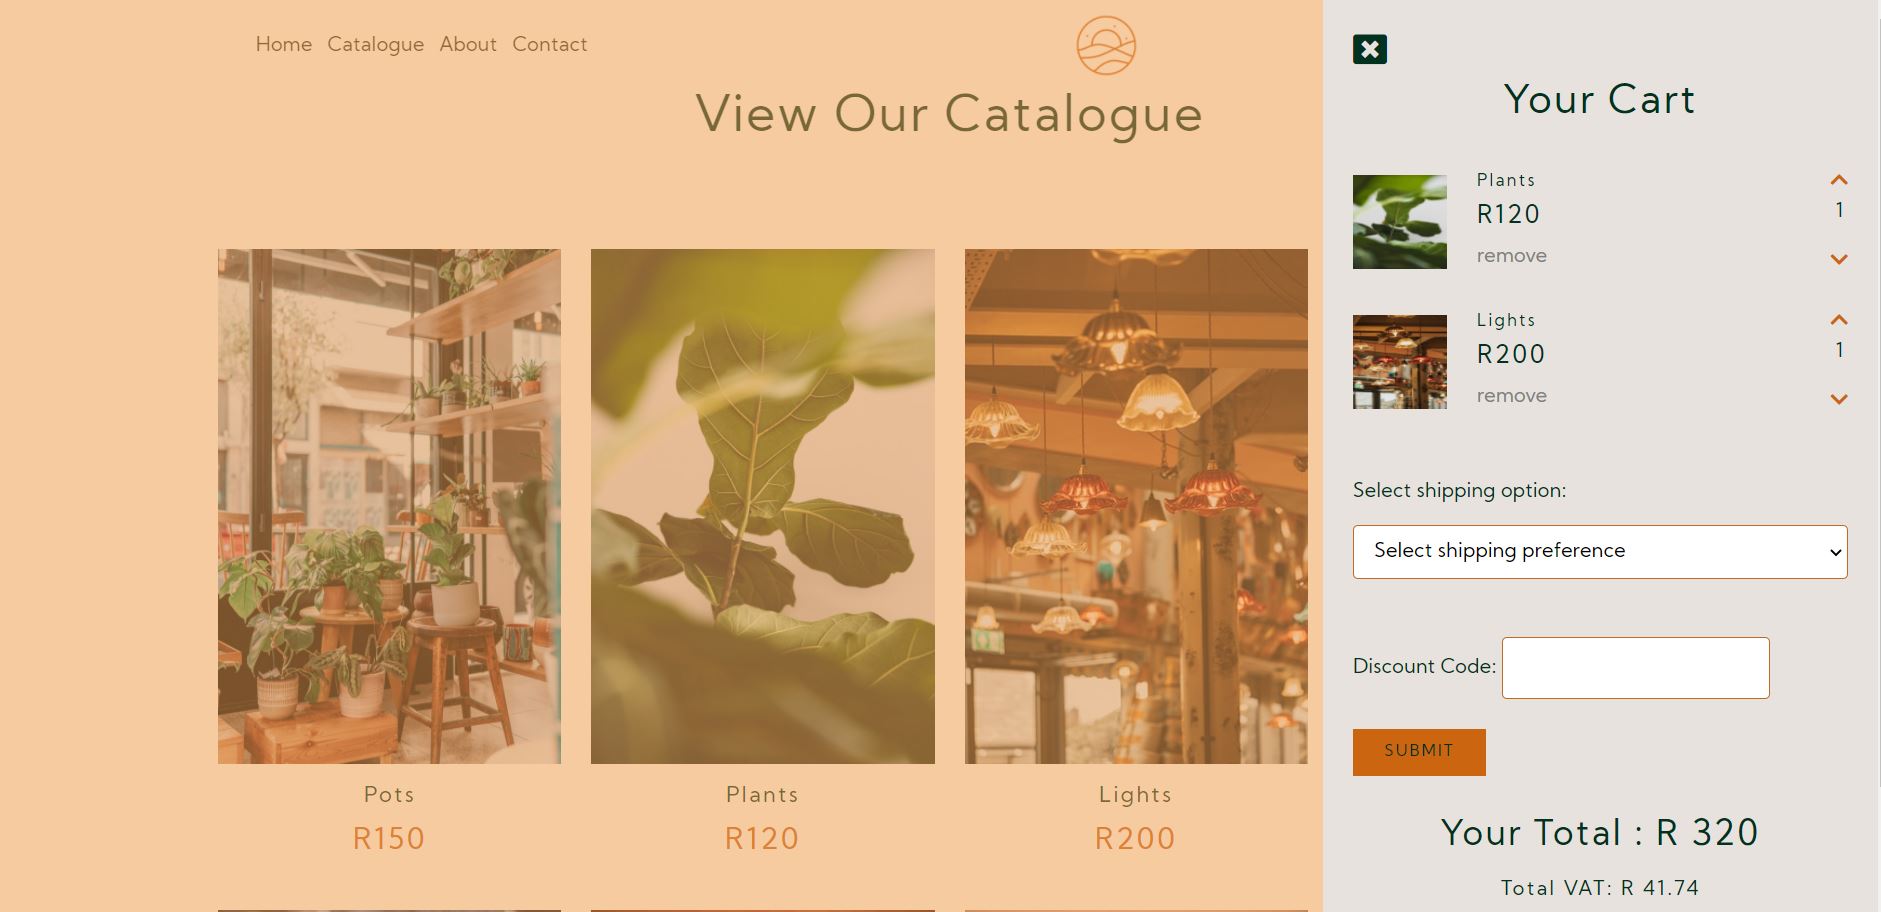 Home Catalogue About Contact
View Our Catalogue
Pots
R150
Plants
R120
Lights
R200
Your Cart
Plants
R120
remove
1
Lights
R200
remove
1
Select shipping option:
Select shipping preference
Discount Code:
SUBMIT
Your Total : R 320
Total VAT: R 41.74